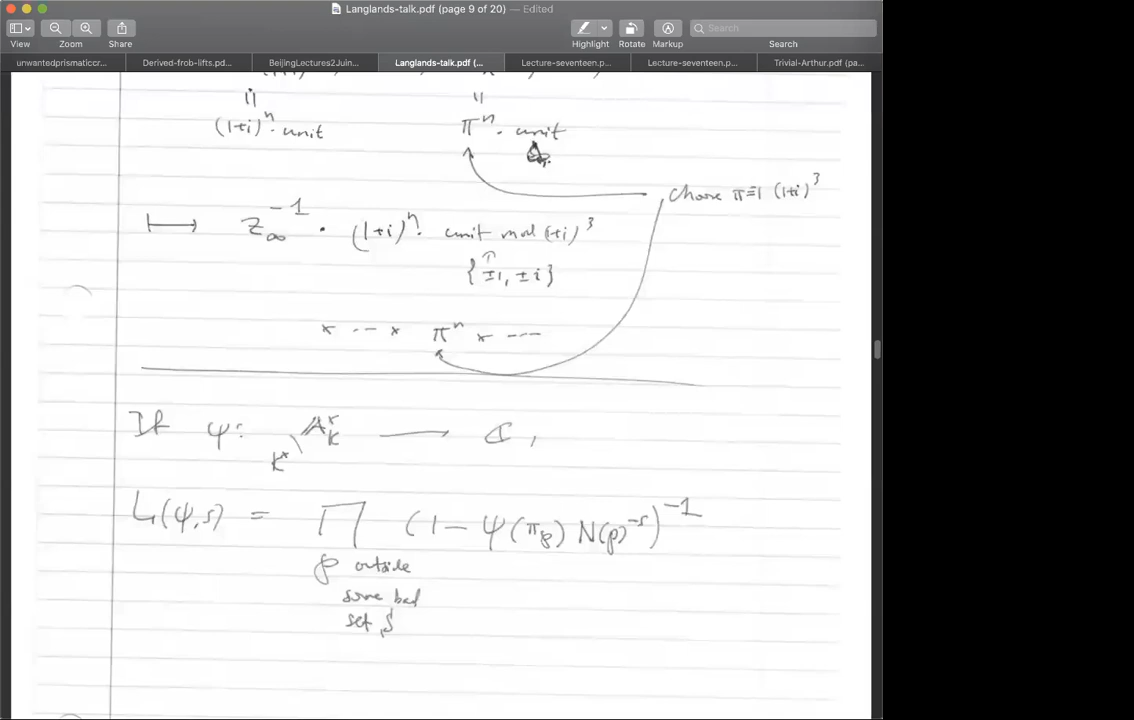 Langlands-talk.pdf (page 9 of 20) — Edited
View Zoom Share Highlight Rotate Markup Search
Search
unwantedprismaticcr... Derived-frob-lifts.pd... BeijingLectures2Juin... Langlands-talk.pdf (... Lecture-seventeen.p... Lecture-seventeen.p... Trivial-Arthur.pdf (pa...
|| ||
(1+i)^n · unit π^n · unit
choose π≡1 (1+i)^3
⟼ z_∞^{-1} · (1+i)^n · unit mod (1+i)^3
{±1, ±i}
x --- x π^n x ---
If ψ: K^x\A_K^x → ℂ,
L(ψ,s) = ∏ (1 - ψ(π_℘) N(℘)^{-s})^{-1}
℘ outside
some bad
set, S